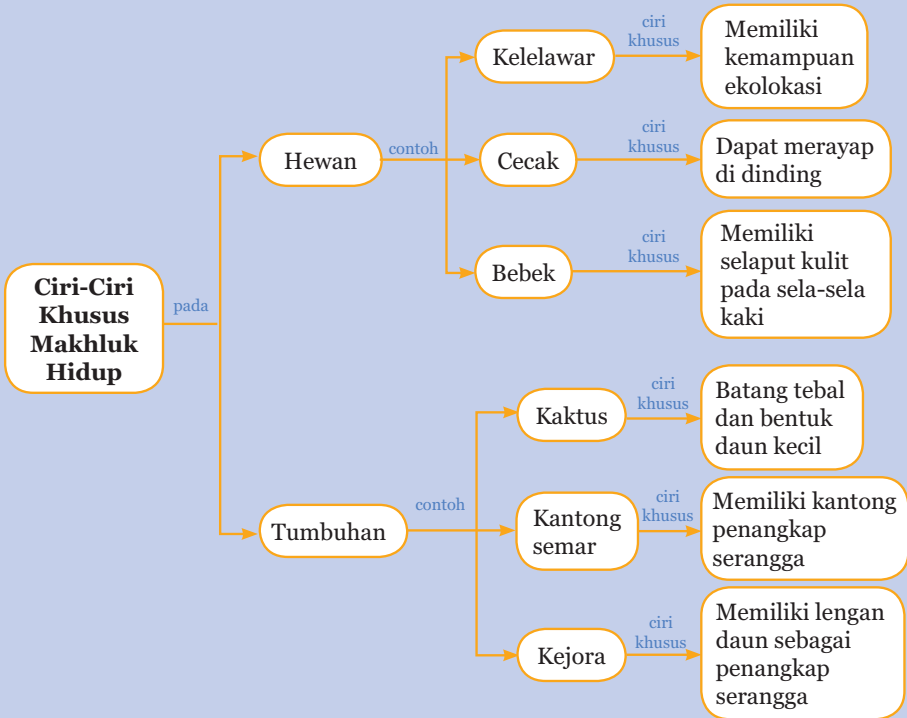 Ciri-Ciri
Khusus
Makhluk
Hidup
pada
Hewan
contoh
Kelelawar
ciri
khusus
Memiliki
kemampuan
ekolokasi
Cecak
ciri
khusus
Dapat merayap
di dinding
Bebek
ciri
khusus
Memiliki
selaput kulit
pada sela-sela
kaki
Tumbuhan
contoh
Kaktus
ciri
khusus
Batang tebal
dan bentuk
daun kecil
Kantong
semar
ciri
khusus
Memiliki kantong
penangkap
serangga
Kejora
ciri
khusus
Memiliki lengan
daun sebagai
penangkap
serangga